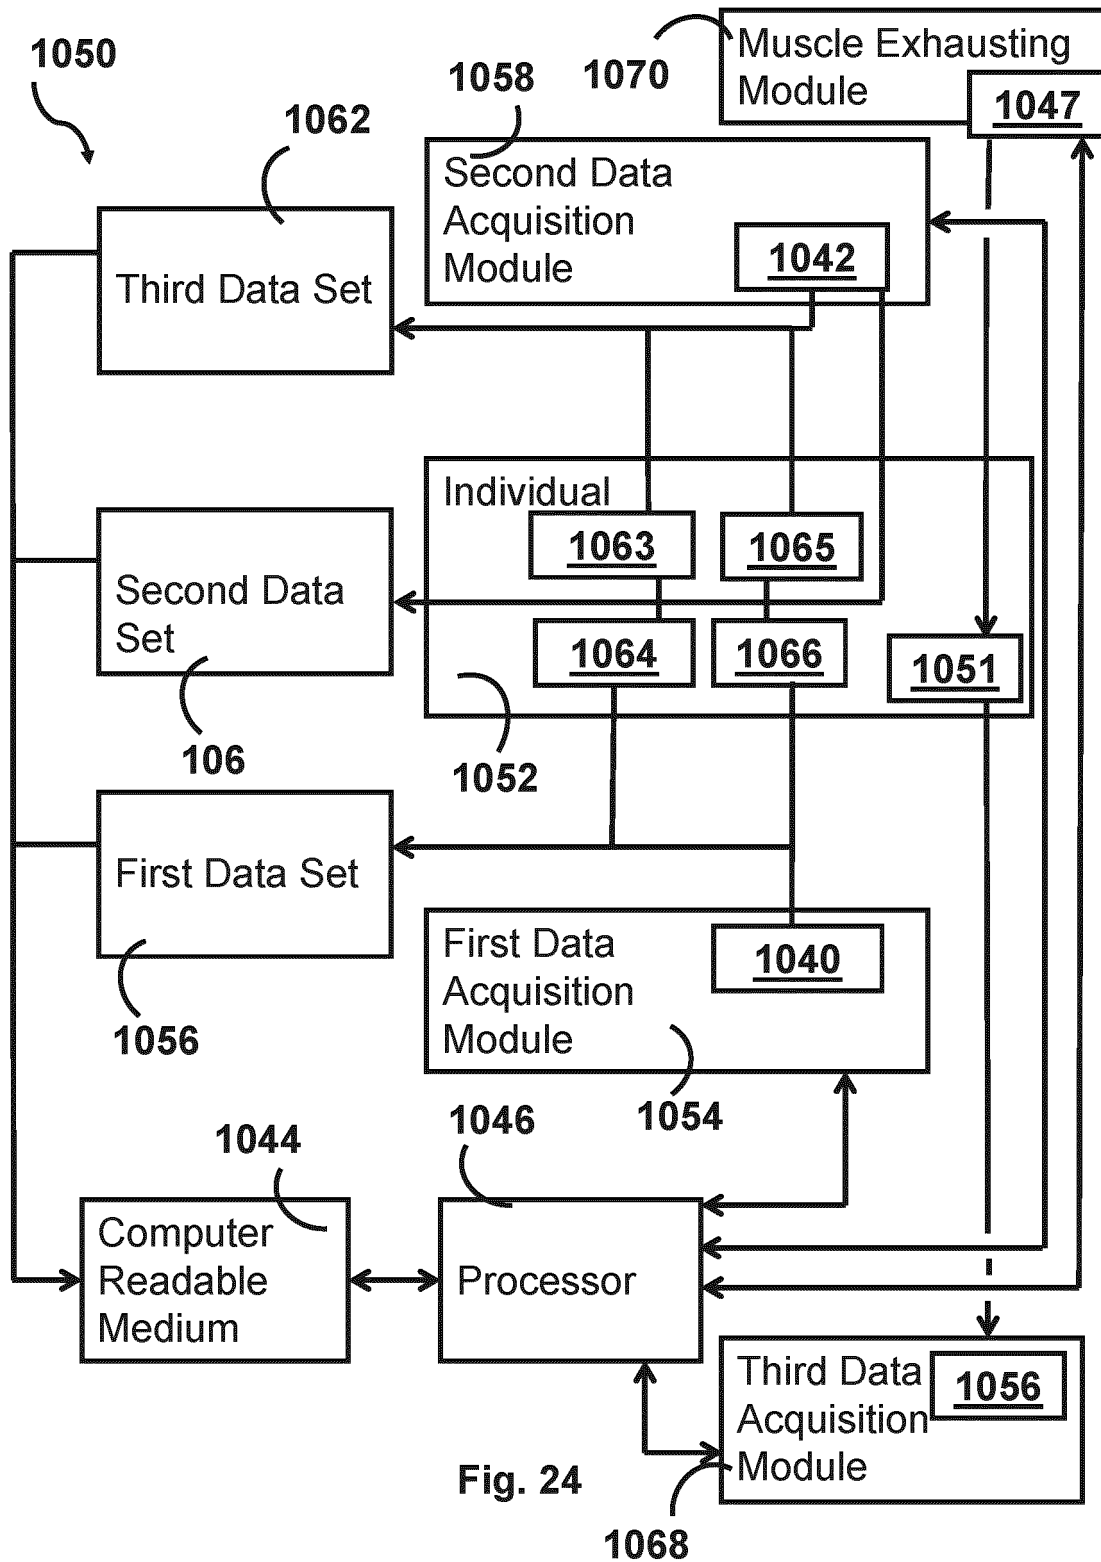 1050
1062
1058
1070
Muscle Exhausting
Module
1047
Second Data
Acquisition
Module
1042
Third Data Set
Individual
1063
1065
Second Data
Set
1064
1066
1051
106
1052
First Data Set
First Data
Acquisition
Module
1040
1056
1054
1044
1046
Computer
Readable
Medium
Processor
Third Data
Acquisition
Module
1056
Fig. 24
1068